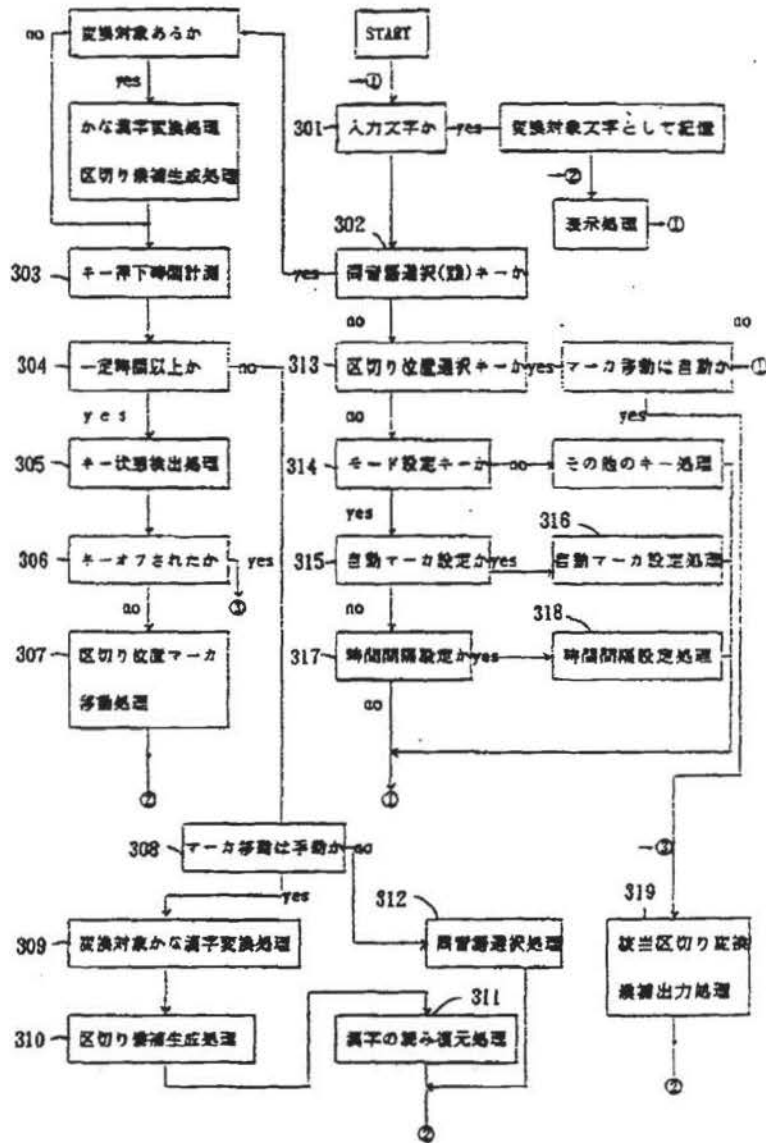 no
変換対象あるか
START
yes
→①
かな漢字変換処理
区切り候補生成処理
301
入力文字か
yes
変換対象文字として記憶
→②
表示処理
→①
302
303
キー押下時間計測
yes
同音語選択(次)キーか
no
no
304
一定時間以上か
no
313
区切り位置選択キーか
yes
マーカ移動は自動か
①
yes
no
yes
305
キー状態検出処理
314
モード設定キーか
no
その他のキー処理
yes
316
306
キーオフされたか
yes
315
自動マーカ設定か
yes
自動マーカ設定処理
③
no
no
318
307
区切り位置マーカ
移動処理
317
時間間隔設定か
yes
時間間隔設定処理
no
②
①
308
マーカ移動は手動か
no
→③
yes
312
319
309
変換対象かな漢字変換処理
同音語選択処理
該当区切り変換
候補出力処理
311
310
区切り候補生成処理
漢字の読み復元処理
②
②